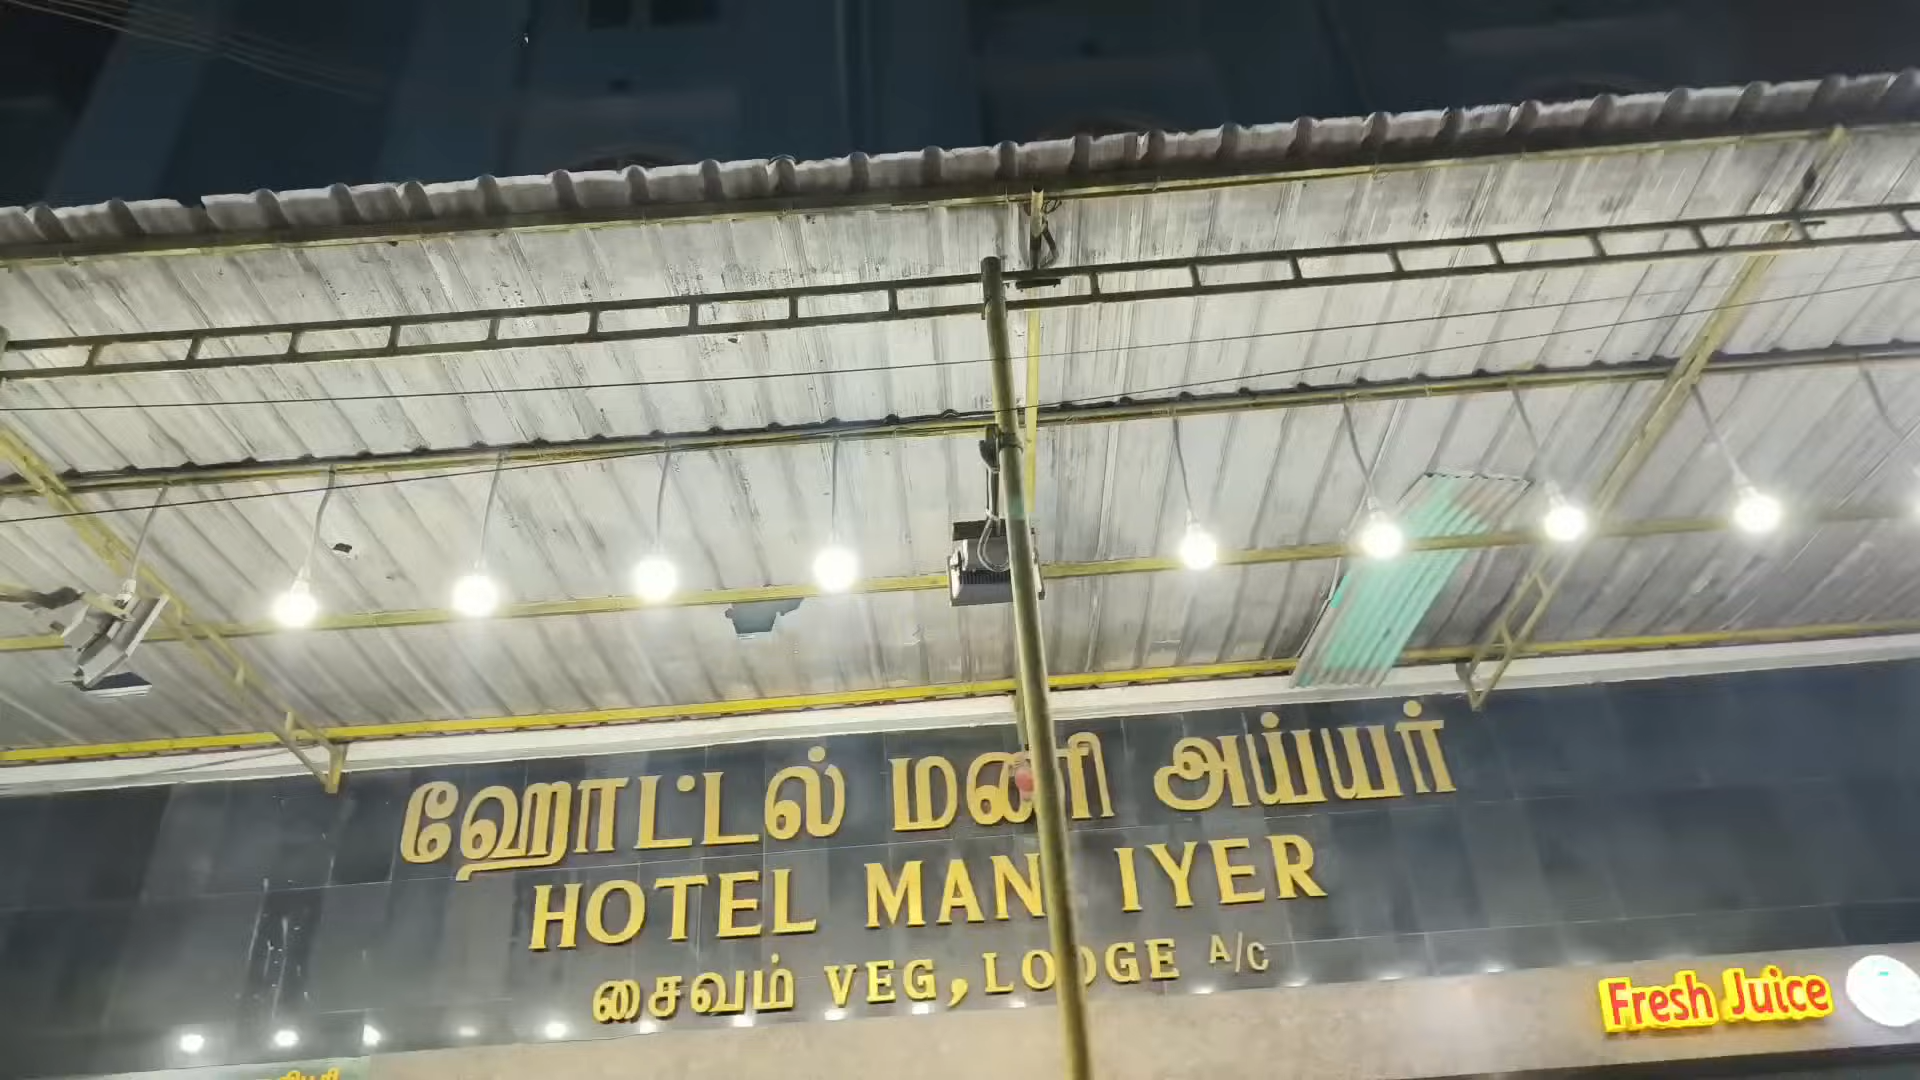 ஹோட்டல் மணி அய்யர்
HOTEL MAN IYER
சைவம் VEG, LODGE A/C
Fresh Juice